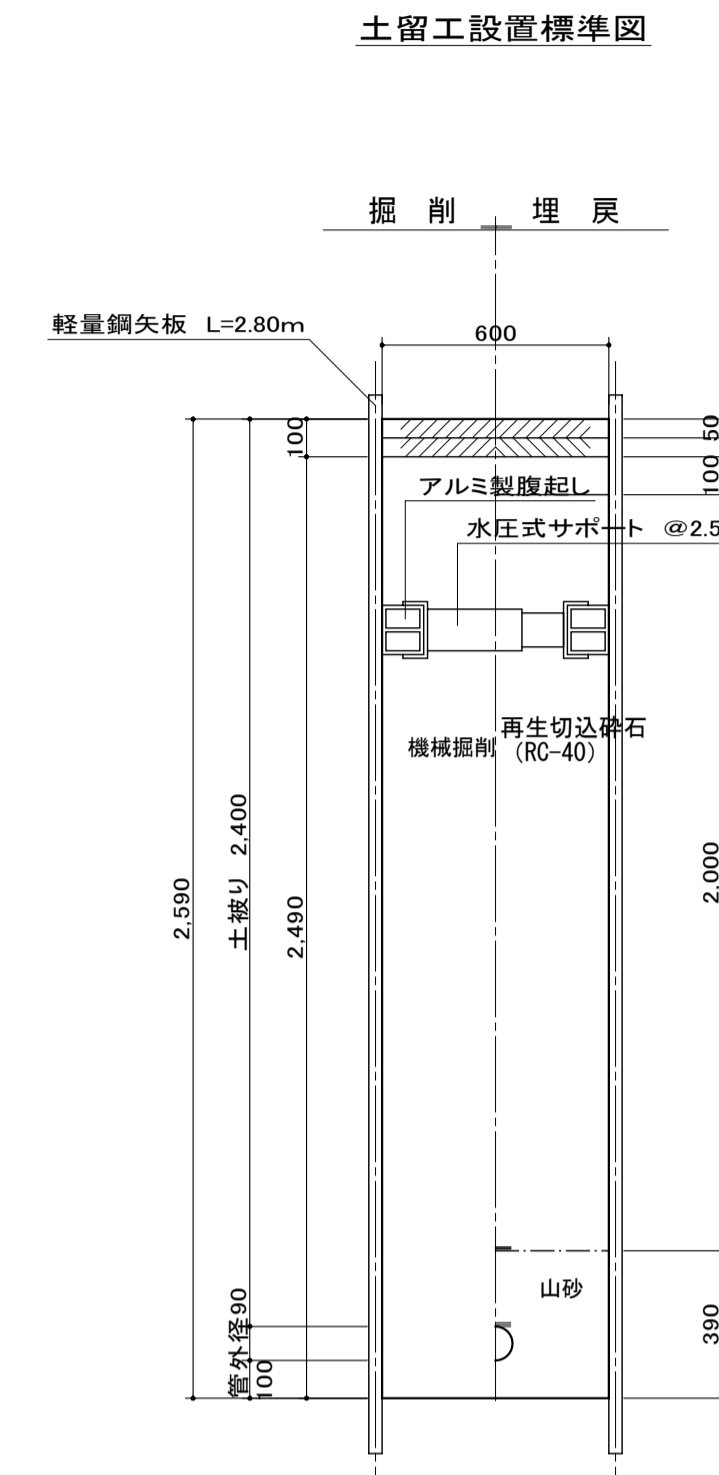 土留工設置標準図
掘 削 埋 戻
軽量鋼矢板 L=2.80m
600
100
50
100
アルミ製腹起し
水圧式サポート @2.5
再生切込砕石
機械掘削 (RC-40)
2,590
土被り 2,400
2,490
2,000
山砂
管外径90
100
390